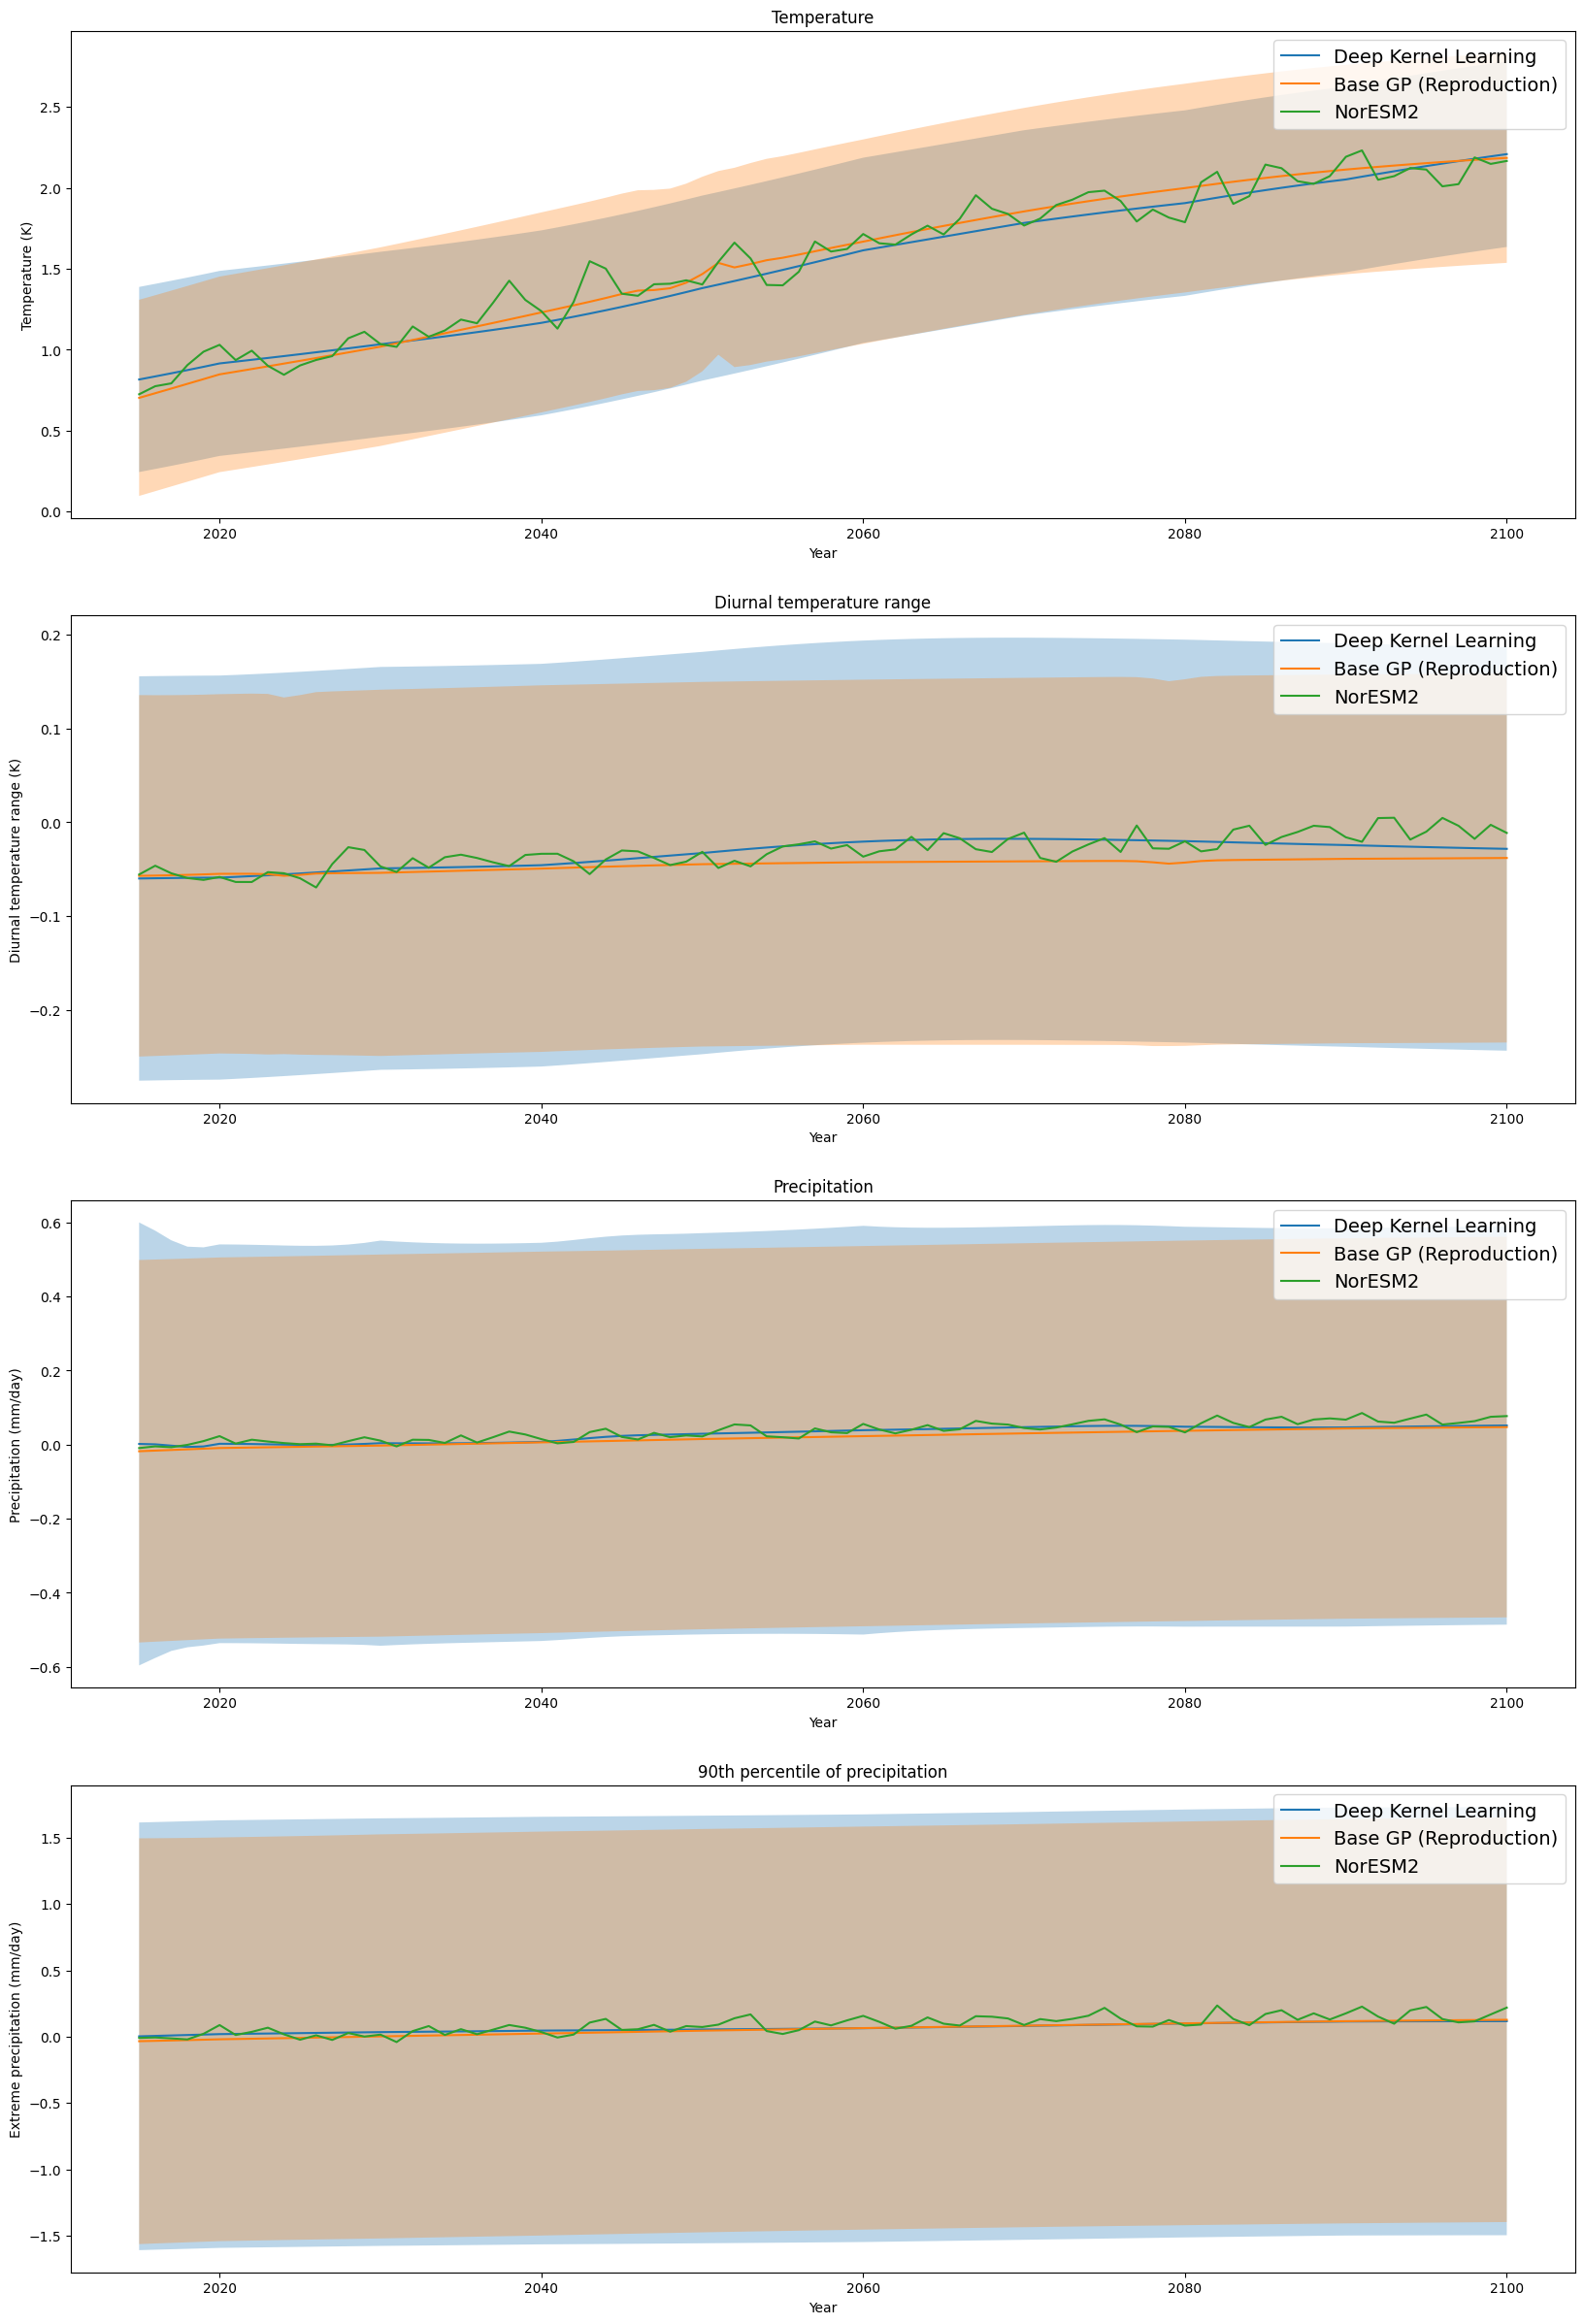 Temperature
Deep Kernel Learning
Base GP (Reproduction)
NorESM2
Temperature (K)
2.5
2.0
1.5
1.0
0.5
0.0
2020 2040 2060 2080 2100
Year
Diurnal temperature range
Deep Kernel Learning
Base GP (Reproduction)
NorESM2
Diurnal temperature range (K)
0.2
0.1
0.0
−0.1
−0.2
2020 2040 2060 2080 2100
Year
Precipitation
Deep Kernel Learning
Base GP (Reproduction)
NorESM2
Precipitation (mm/day)
0.6
0.4
0.2
0.0
−0.2
−0.4
−0.6
2020 2040 2060 2080 2100
Year
90th percentile of precipitation
Deep Kernel Learning
Base GP (Reproduction)
NorESM2
Extreme precipitation (mm/day)
1.5
1.0
0.5
0.0
−0.5
−1.0
−1.5
2020 2040 2060 2080 2100
Year